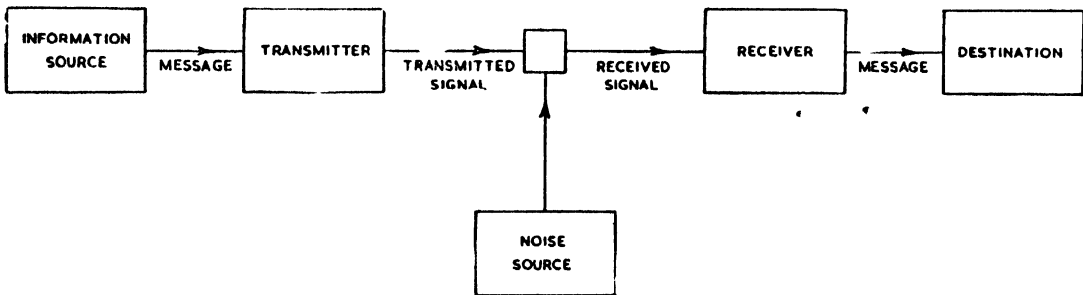 INFORMATION
SOURCE
MESSAGE
TRANSMITTER
TRANSMITTED
SIGNAL
RECEIVED
SIGNAL
RECEIVER
MESSAGE
DESTINATION
NOISE
SOURCE